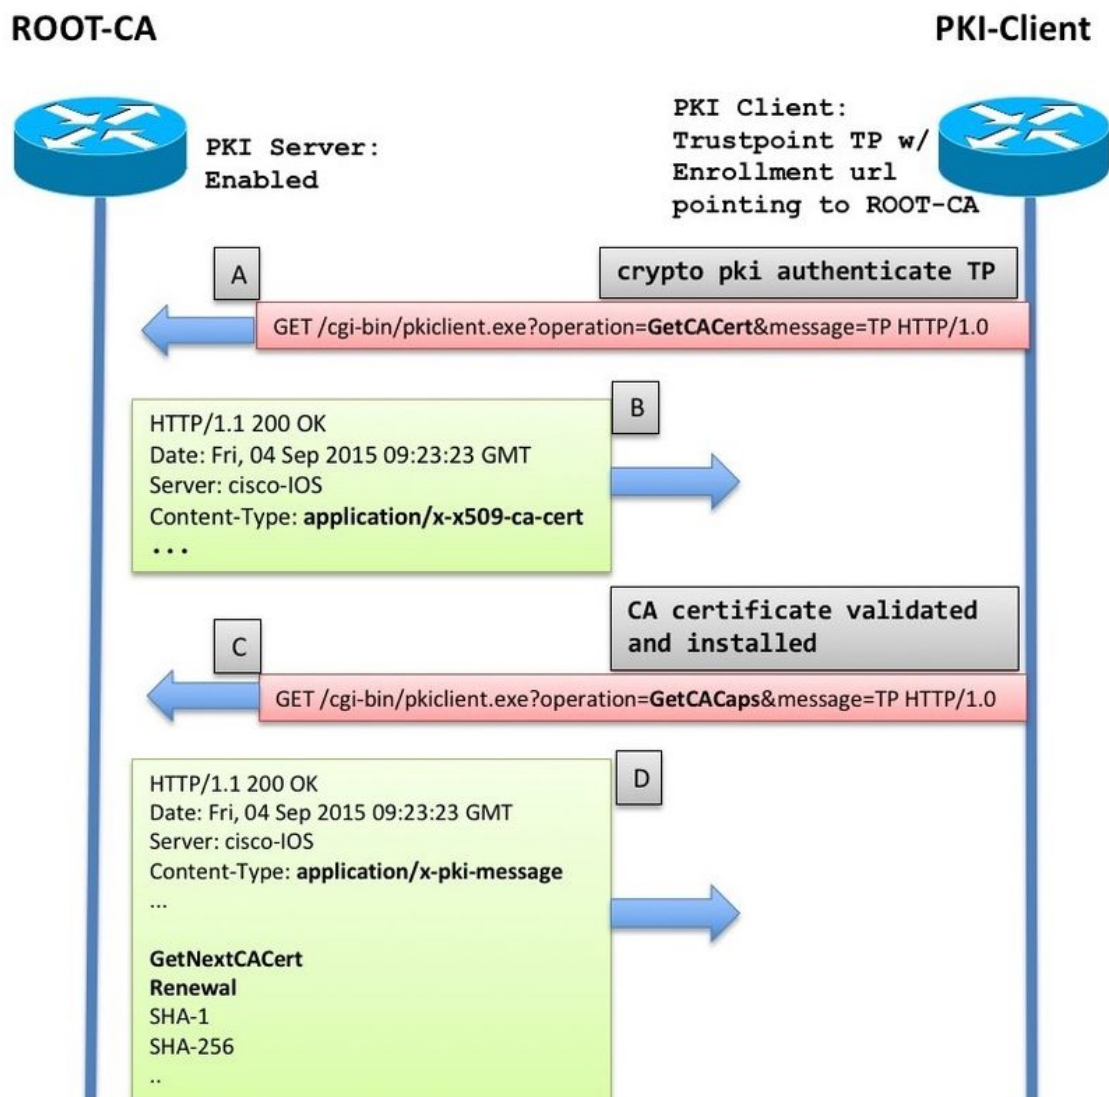 ROOT-CA
PKI-Client
PKI Server:
Enabled
PKI Client:
Trustpoint TP w/
Enrollment url
pointing to ROOT-CA
A
crypto pki authenticate TP
GET /cgi-bin/pkiclient.exe?operation=GetCACert&message=TP HTTP/1.0
B
HTTP/1.1 200 OK
Date: Fri, 04 Sep 2015 09:23:23 GMT
Server: cisco-IOS
Content-Type: application/x-x509-ca-cert
...
CA certificate validated
and installed
C
GET /cgi-bin/pkiclient.exe?operation=GetCACaps&message=TP HTTP/1.0
D
HTTP/1.1 200 OK
Date: Fri, 04 Sep 2015 09:23:23 GMT
Server: cisco-IOS
Content-Type: application/x-pki-message
...
GetNextCACert
Renewal
SHA-1
SHA-256
..